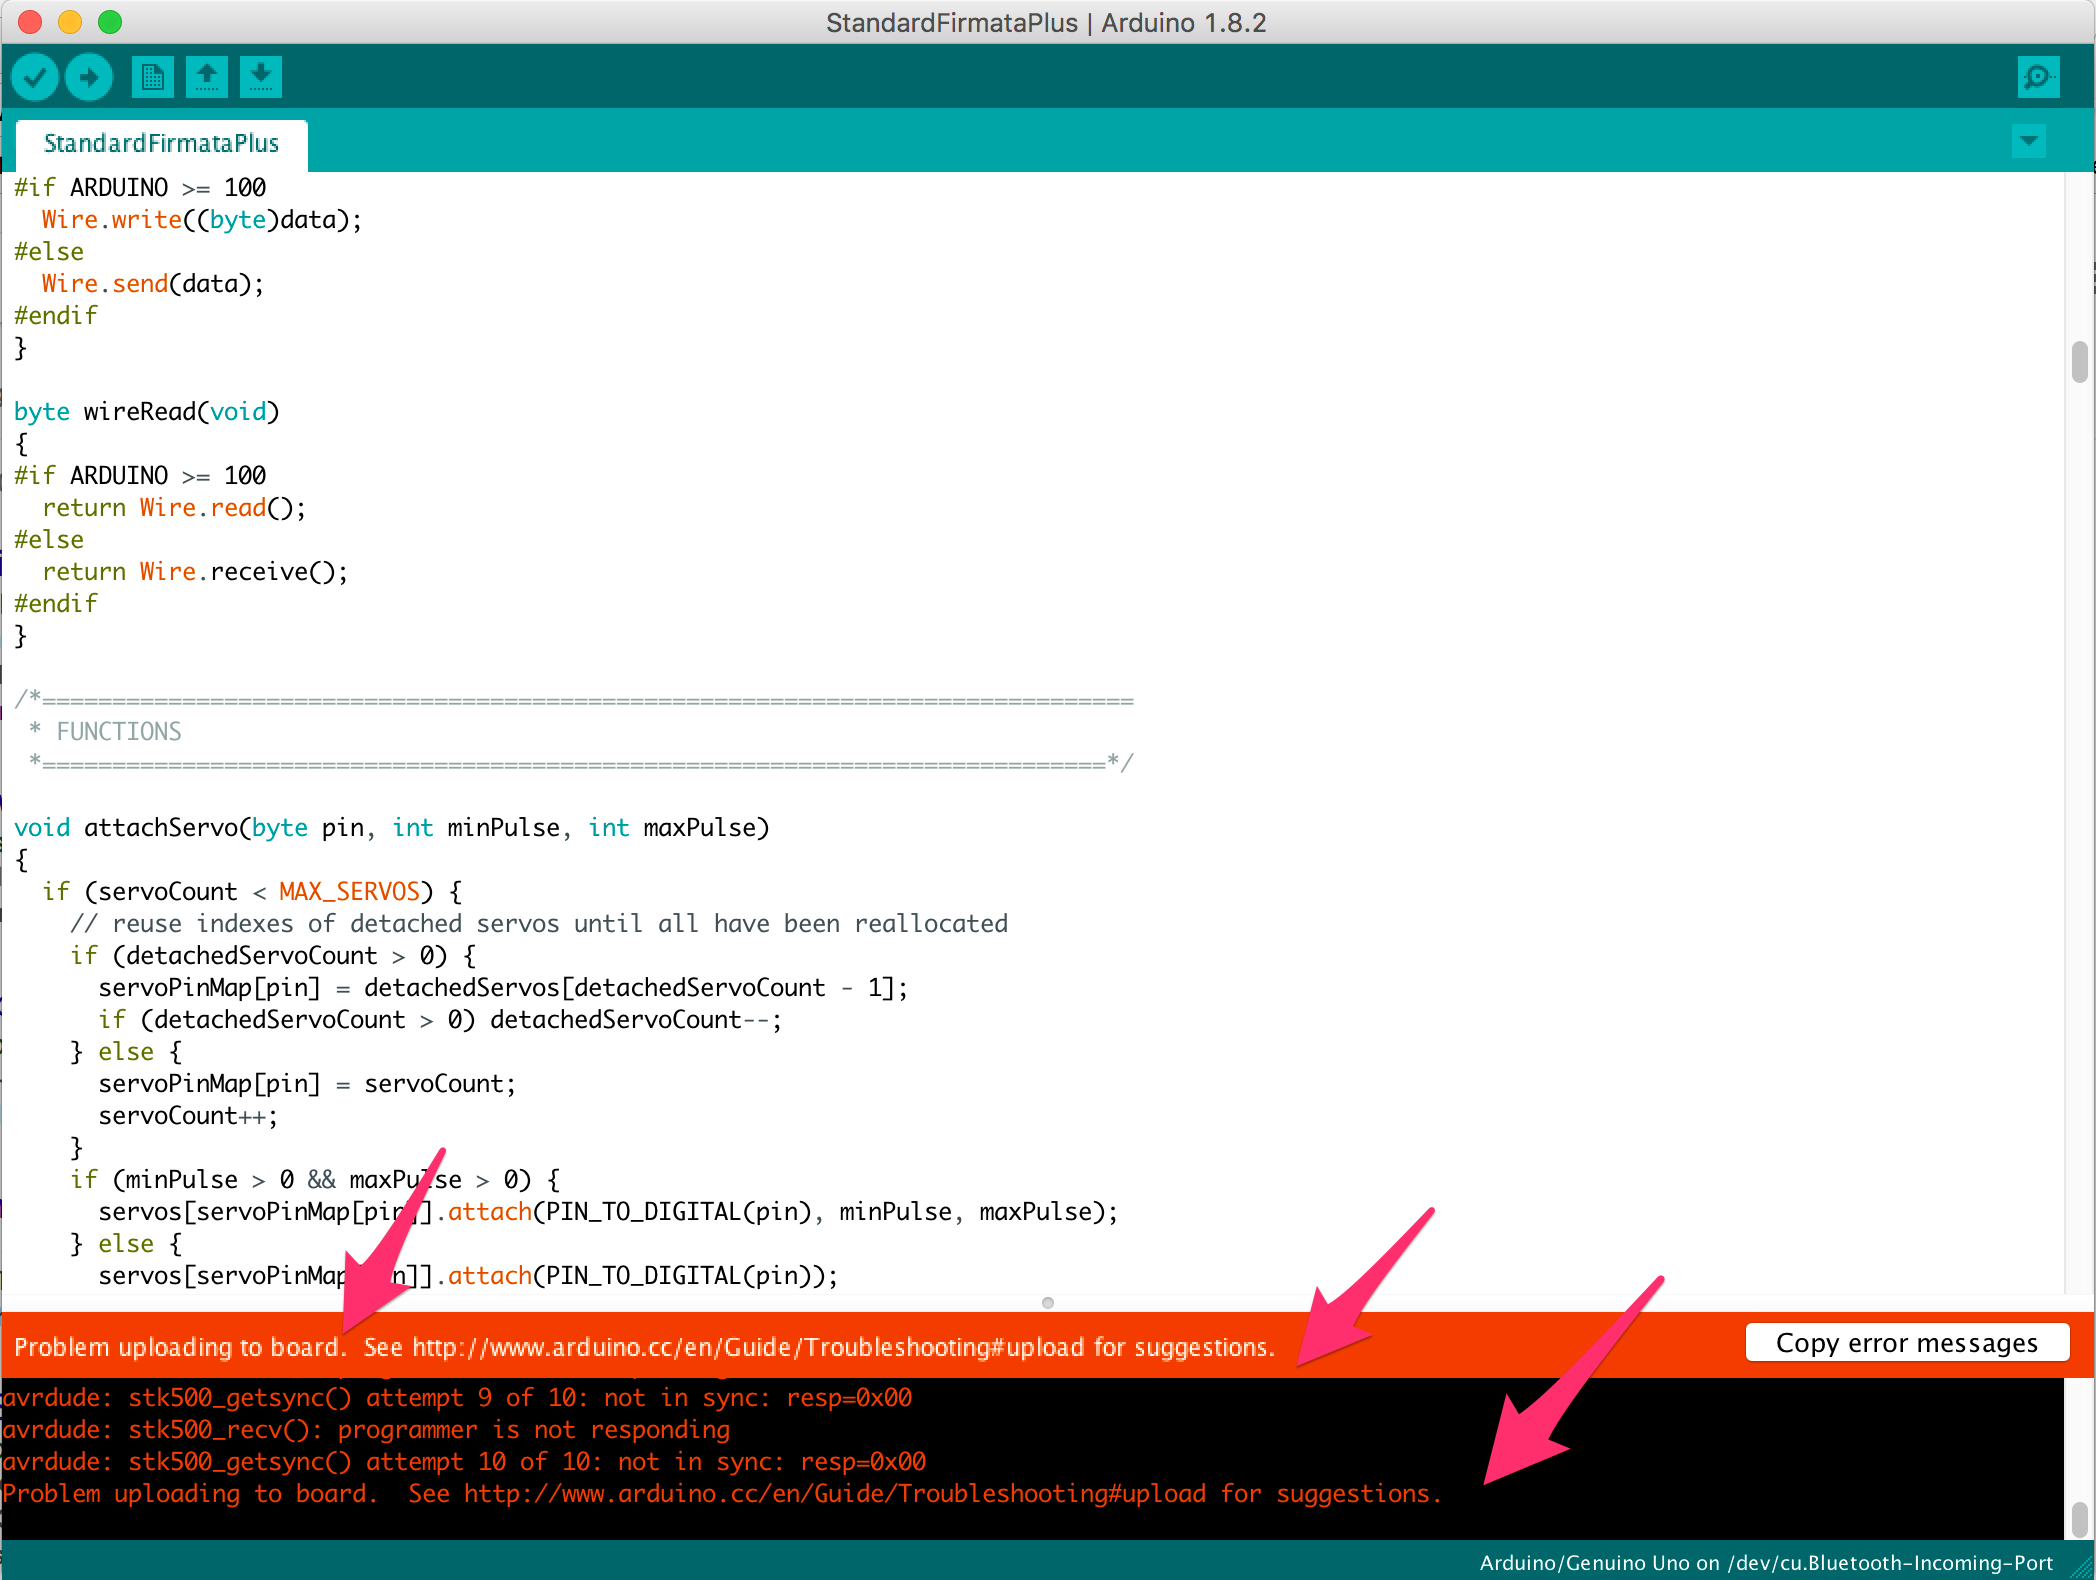 StandardFirmataPlus | Arduino 1.8.2
StandardFirmataPlus
#if ARDUINO >= 100
  Wire.write((byte)data);
#else
  Wire.send(data);
#endif
}

byte wireRead(void)
{
#if ARDUINO >= 100
  return Wire.read();
#else
  return Wire.receive();
#endif
}

/*==============================================================================
 * FUNCTIONS
 *============================================================================*/

void attachServo(byte pin, int minPulse, int maxPulse)
{
  if (servoCount < MAX_SERVOS) {
    // reuse indexes of detached servos until all have been reallocated
    if (detachedServoCount > 0) {
      servoPinMap[pin] = detachedServos[detachedServoCount - 1];
      if (detachedServoCount > 0) detachedServoCount--;
    } else {
      servoPinMap[pin] = servoCount;
      servoCount++;
    }
    if (minPulse > 0 && maxPulse > 0) {
      servos[servoPinMap[pin]].attach(PIN_TO_DIGITAL(pin), minPulse, maxPulse);
    } else {
      servos[servoPinMap[pin]].attach(PIN_TO_DIGITAL(pin));
Problem uploading to board.  See http://www.arduino.cc/en/Guide/Troubleshooting#upload for suggestions.
Copy error messages
avrdude: stk500_getsync() attempt 9 of 10: not in sync: resp=0x00
avrdude: stk500_recv(): programmer is not responding
avrdude: stk500_getsync() attempt 10 of 10: not in sync: resp=0x00
Problem uploading to board.  See http://www.arduino.cc/en/Guide/Troubleshooting#upload for suggestions.
Arduino/Genuino Uno on /dev/cu.Bluetooth-Incoming-Port